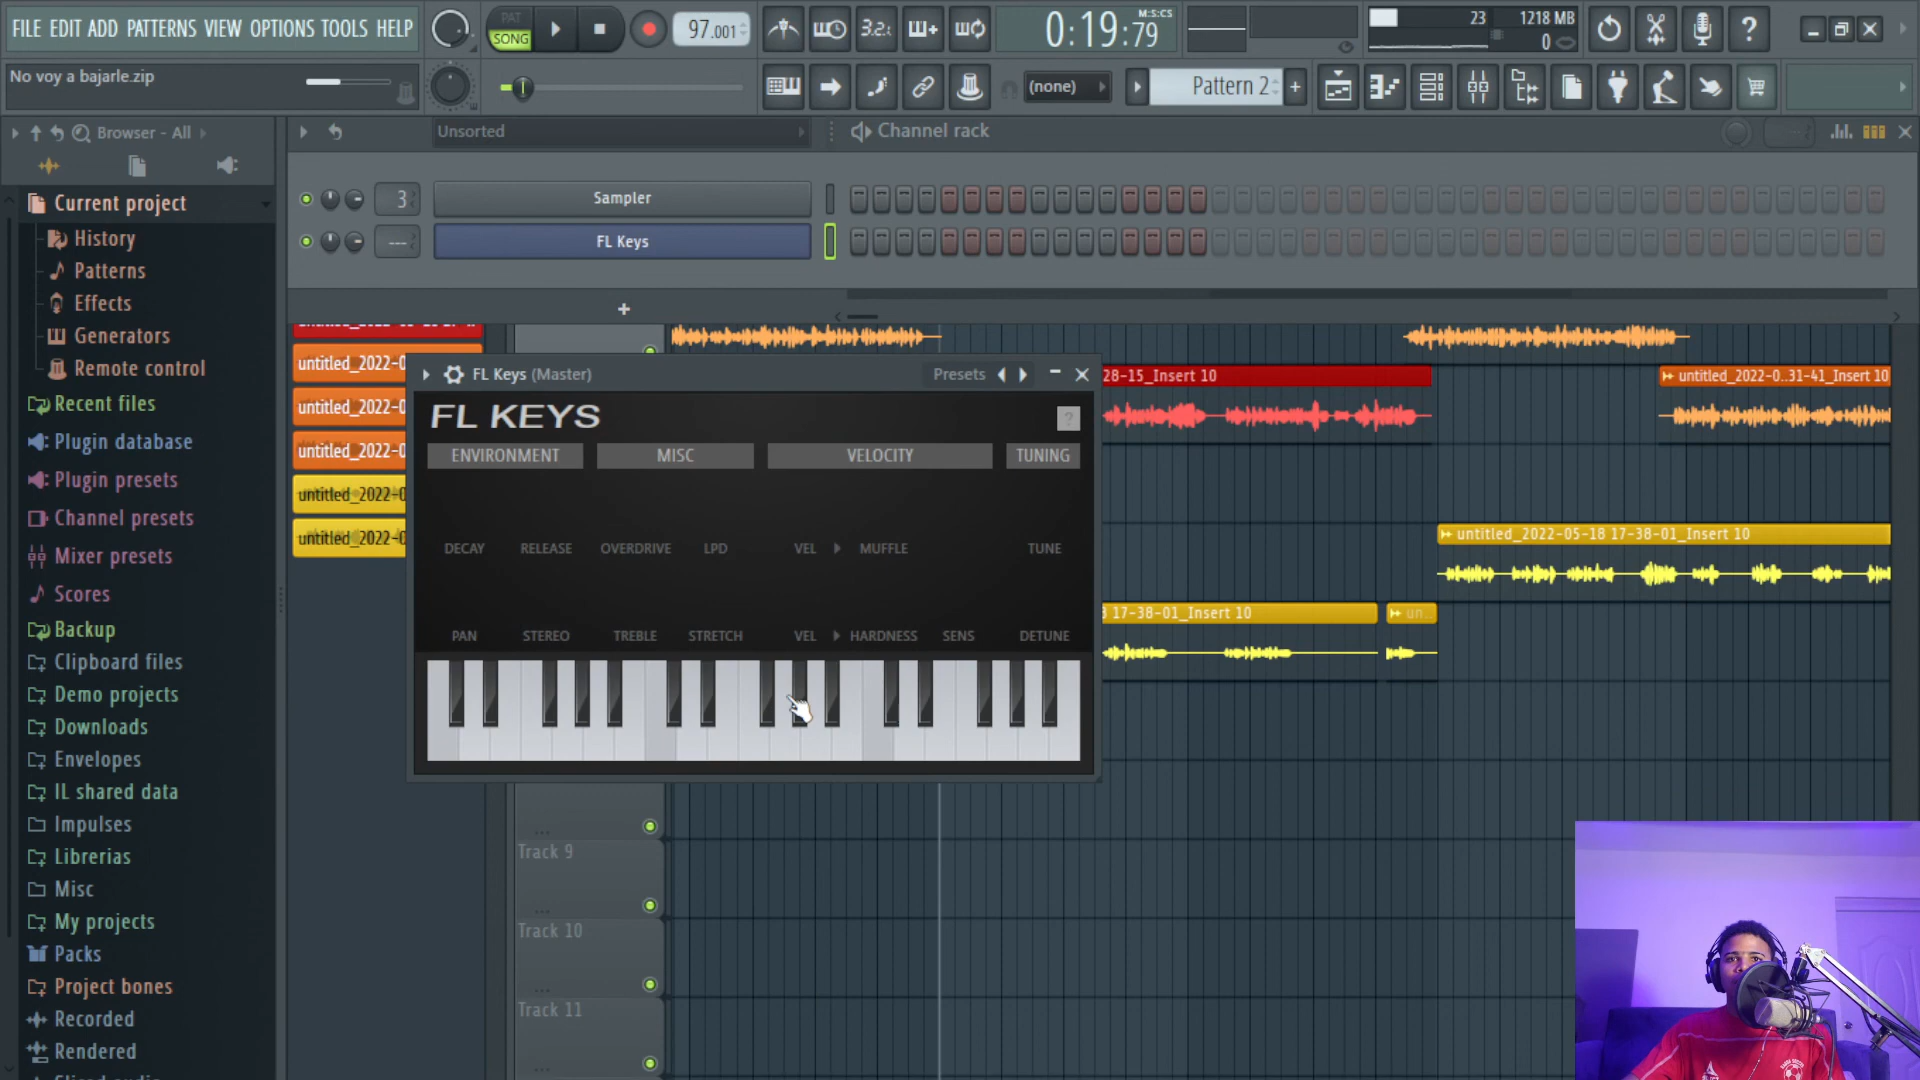 FILE EDIT ADD PATTERNS VIEW OPTIONS TOOLS HELP
PAT
SONG
97.001
3.2.
0:19:79
M:S:CS
23
1218 MB
0
No voy a bajarle.zip
(none)
Pattern 2
Browser - All
Unsorted
Channel rack
Current project
History
Patterns
Effects
Generators
Remote control
Recent files
Plugin database
Plugin presets
Channel presets
Mixer presets
Scores
Backup
Clipboard files
Demo projects
Downloads
Envelopes
IL shared data
Impulses
Librerias
Misc
My projects
Packs
Project bones
Recorded
Rendered
3
Sampler
---
FL Keys
untitled_2022-0
untitled_2022-0
untitled_2022-0
untitled_2022-0
untitled_2022-0
FL Keys (Master)
Presets
FL KEYS
?
ENVIRONMENT
MISC
VELOCITY
TUNING
DECAY
RELEASE
OVERDRIVE
LPD
VEL
MUFFLE
TUNE
PAN
STEREO
TREBLE
STRETCH
VEL
HARDNESS
SENS
DETUNE
28-15_Insert 10
untitled_2022-0..31-41_Insert 10
untitled_2022-05-18 17-38-01_Insert 10
17-38-01_Insert 10
un..
Track 9
Track 10
Track 11